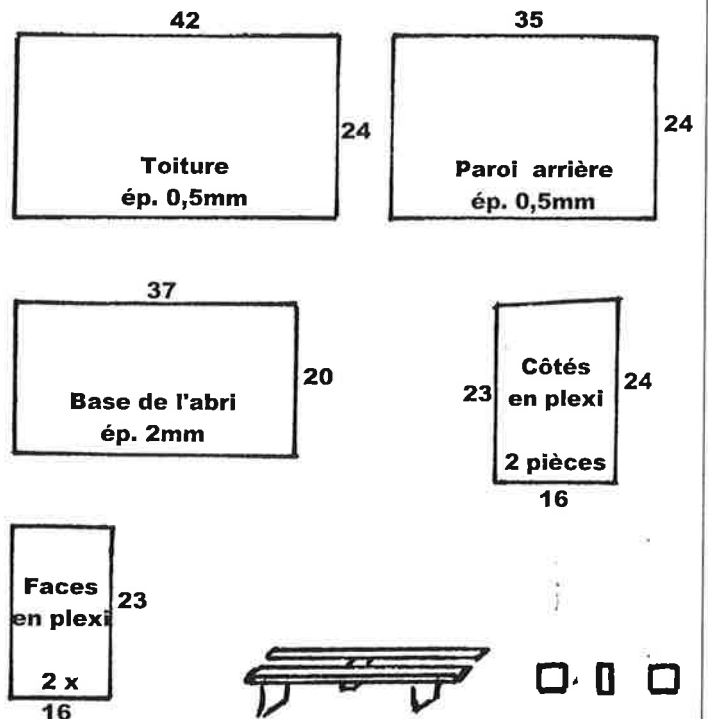 42
24
Toiture
ép. 0,5mm
35
24
Paroi arrière
ép. 0,5mm
37
20
Base de l'abri
ép. 2mm
Côtés
en plexi
23
24
2 pièces
16
Faces
en plexi
23
2 x
16